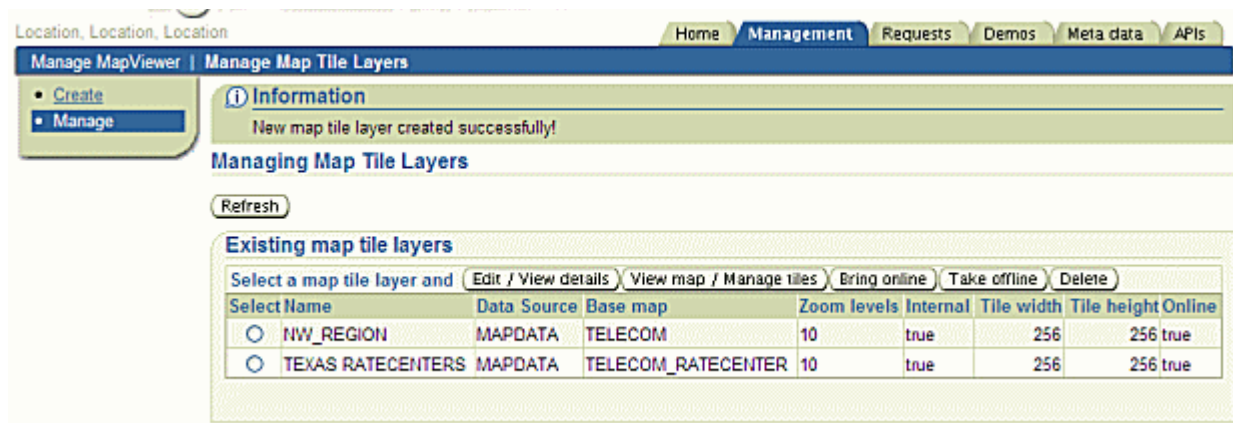 Location, Location, Location
Home Management Requests Demos Meta data APIs
Manage MapViewer | Manage Map Tile Layers
• Create
• Manage
Information
New map tile layer created successfully!
Managing Map Tile Layers
Refresh
Existing map tile layers
Select a map tile layer and Edit / View details View map / Manage tiles Bring online Take offline Delete
Select Name Data Source Base map Zoom levels Internal Tile width Tile height Online
NW_REGION MAPDATA TELECOM 10 true 256 256 true
TEXAS RATECENTERS MAPDATA TELECOM_RATECENTER 10 true 256 256 true